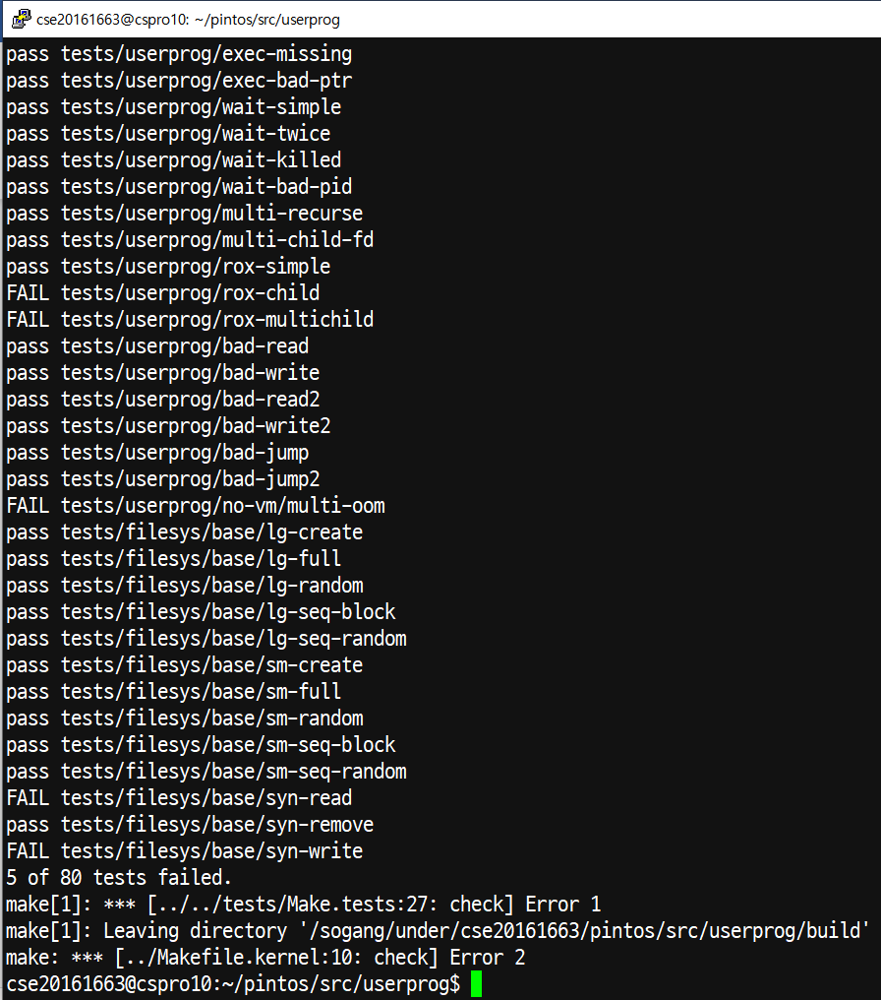 cse20161663@cspro10: ~/pintos/src/userprog
pass tests/userprog/exec-missing
pass tests/userprog/exec-bad-ptr
pass tests/userprog/wait-simple
pass tests/userprog/wait-twice
pass tests/userprog/wait-killed
pass tests/userprog/wait-bad-pid
pass tests/userprog/multi-recurse
pass tests/userprog/multi-child-fd
pass tests/userprog/rox-simple
FAIL tests/userprog/rox-child
FAIL tests/userprog/rox-multichild
pass tests/userprog/bad-read
pass tests/userprog/bad-write
pass tests/userprog/bad-read2
pass tests/userprog/bad-write2
pass tests/userprog/bad-jump
pass tests/userprog/bad-jump2
FAIL tests/userprog/no-vm/multi-oom
pass tests/filesys/base/lg-create
pass tests/filesys/base/lg-full
pass tests/filesys/base/lg-random
pass tests/filesys/base/lg-seq-block
pass tests/filesys/base/lg-seq-random
pass tests/filesys/base/sm-create
pass tests/filesys/base/sm-full
pass tests/filesys/base/sm-random
pass tests/filesys/base/sm-seq-block
pass tests/filesys/base/sm-seq-random
FAIL tests/filesys/base/syn-read
pass tests/filesys/base/syn-remove
FAIL tests/filesys/base/syn-write
5 of 80 tests failed.
make[1]: *** [../../tests/Make.tests:27: check] Error 1
make[1]: Leaving directory '/sogang/under/cse20161663/pintos/src/userprog/build'
make: *** [../Makefile.kernel:10: check] Error 2
cse20161663@cspro10:~/pintos/src/userprog$